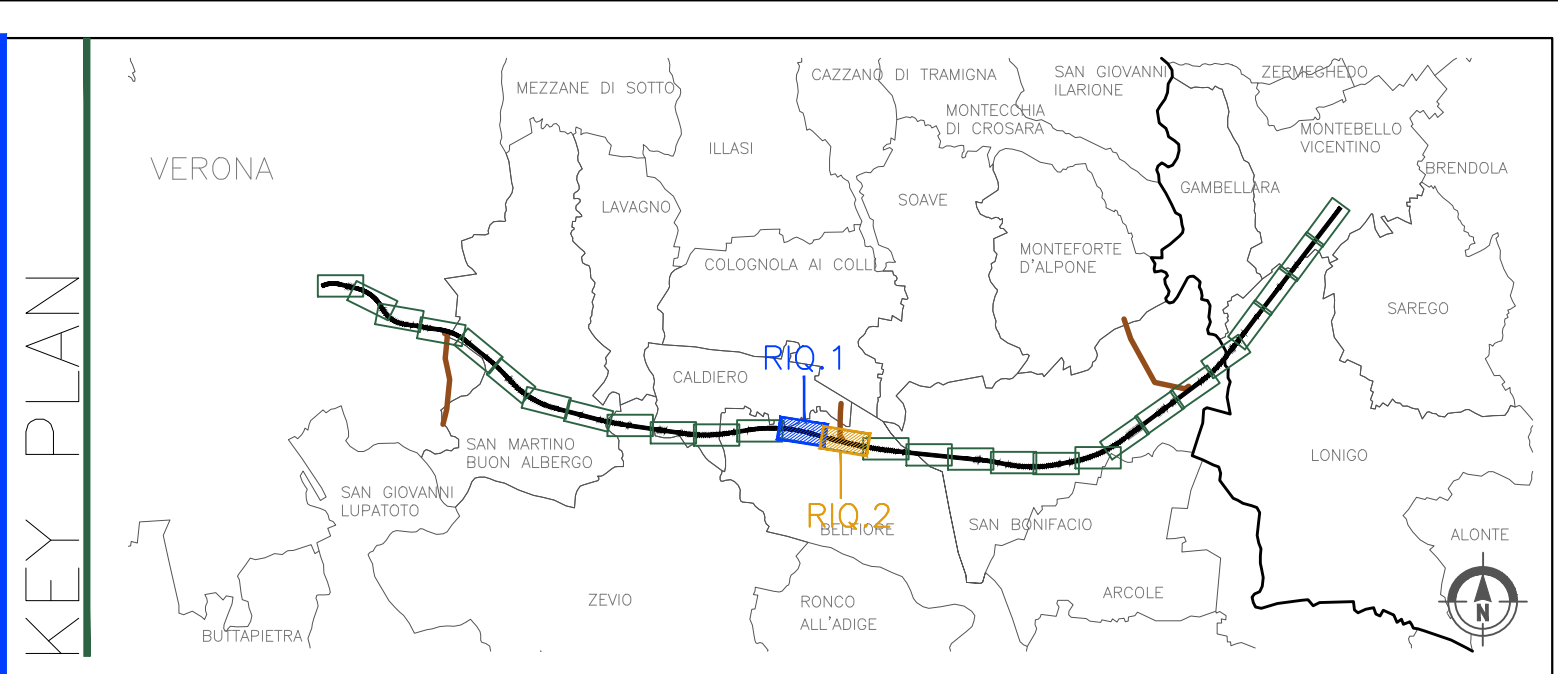 KEY PLAN
VERONA
MEZZANE DI SOTTO
CAZZANO DI TRAMIGNA
SAN GIOVANNI
ILARIONE
ZERMEGHEDO
MONTECCHIA
DI CROSARA
MONTEBELLO
VICENTINO
ILLASI
BRENDOLA
GAMBELLARA
LAVAGNO
SOAVE
MONTEFORTE
D'ALPONE
COLOGNOLA AI COLLI
SAREGO
RIQ.1
CALDIERO
SAN MARTINO
BUON ALBERGO
LONIGO
SAN GIOVANNI
LUPATOTO
RIQ.2
BELFIORE
SAN BONIFACIO
ALONTE
ZEVIO
RONCO
ALL'ADIGE
ARCOLE
N
BUTTAPIETRA